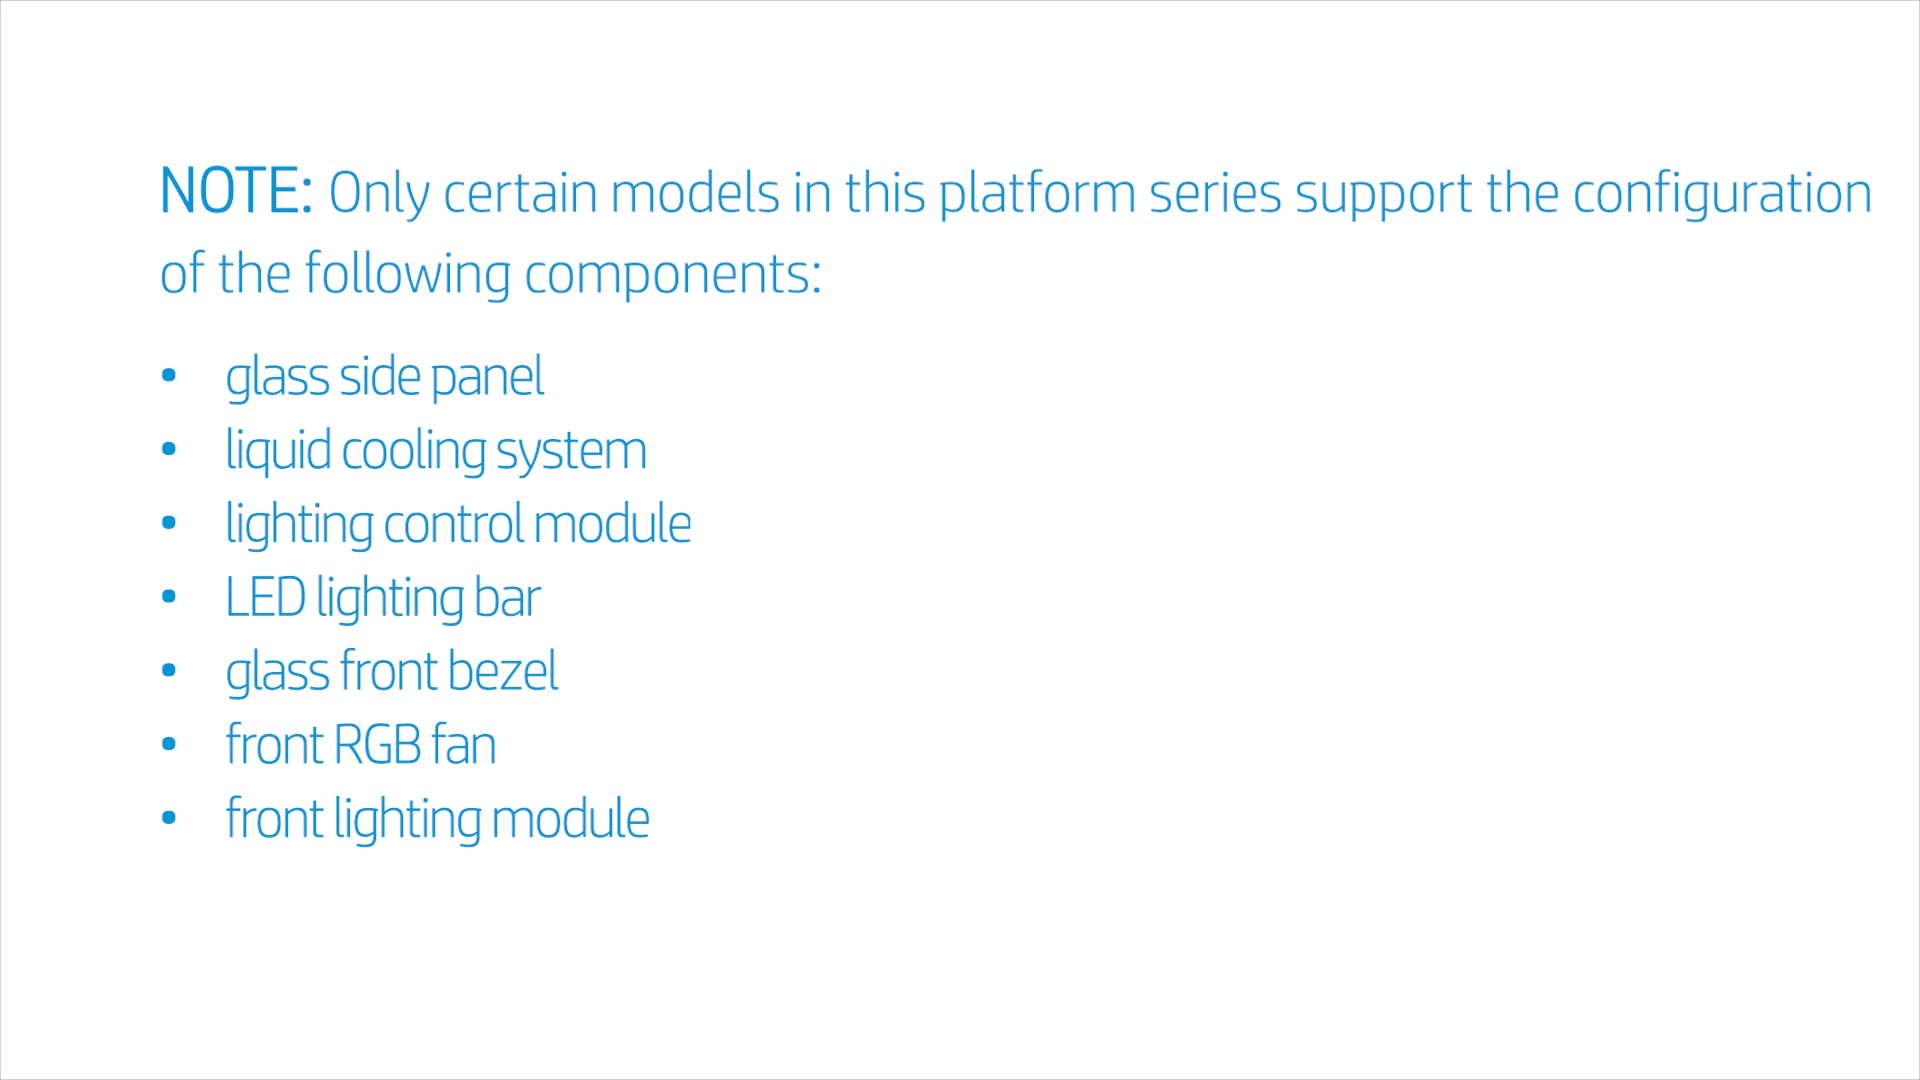 NOTE: Only certain models in this platform series support the configuration
of the following components:
• glass side panel
• liquid cooling system
• lighting control module
• LED lighting bar
• glass front bezel
• front RGB fan
• front lighting module